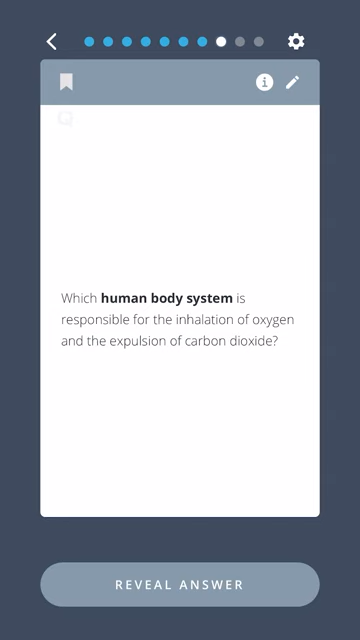 Which human body system is
responsible for the inhalation of oxygen
and the expulsion of carbon dioxide?
REVEAL ANSWER